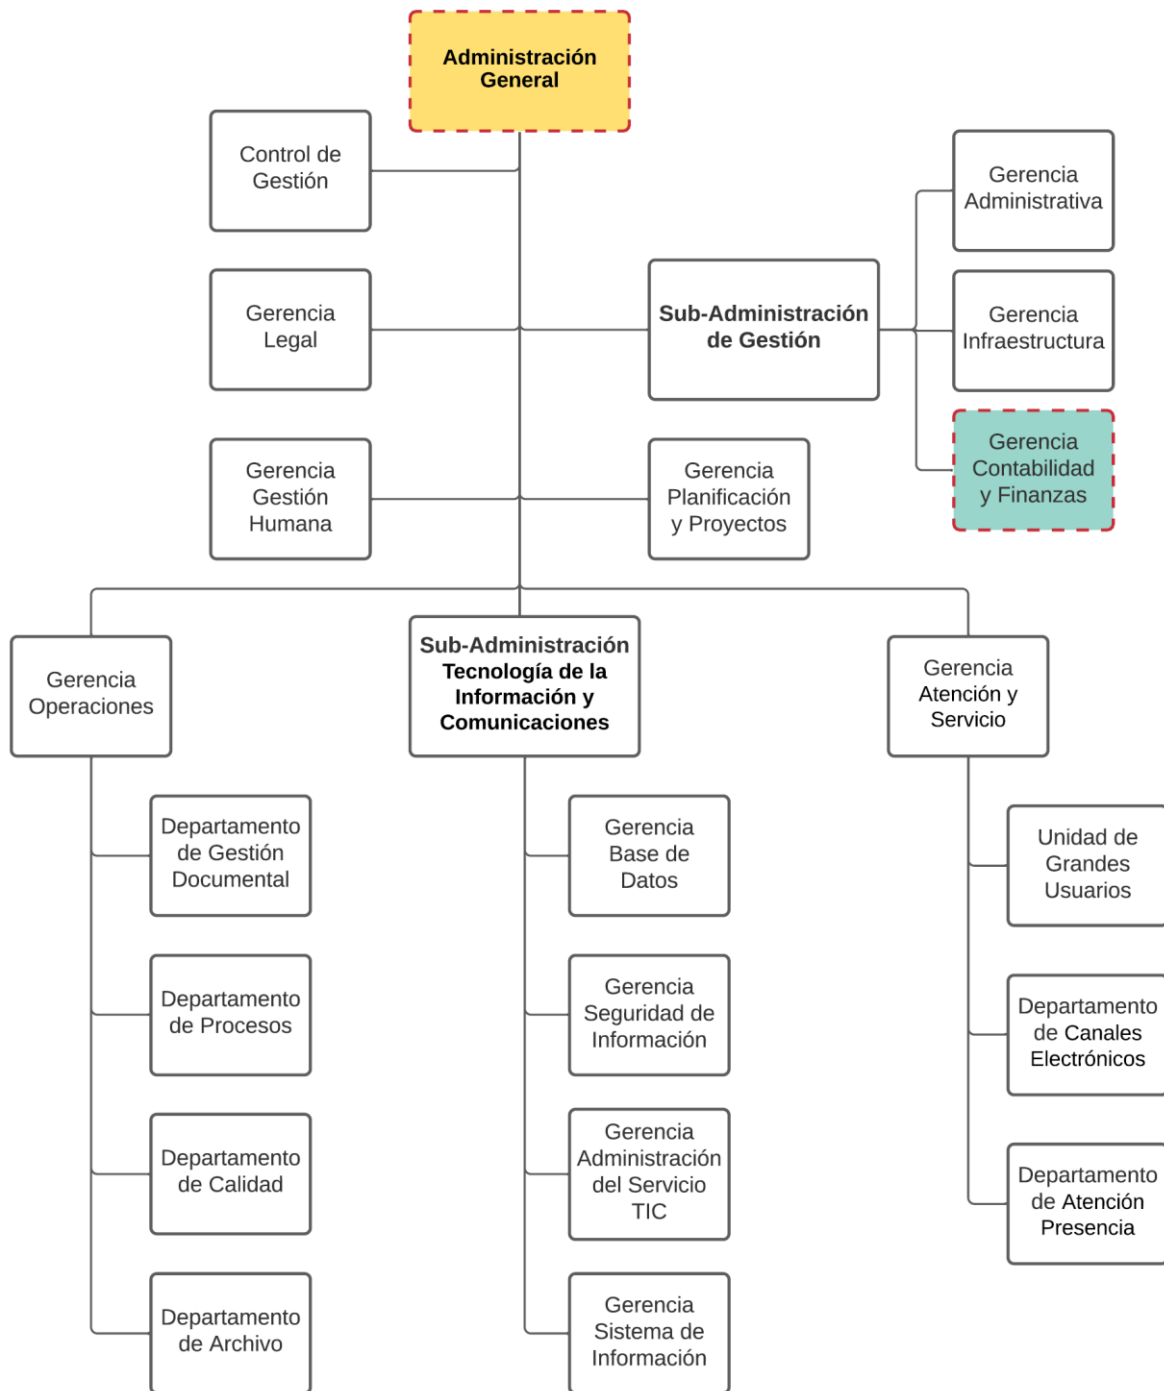 Administración
General
Control de
Gestión
Gerencia
Administrativa
Gerencia
Legal
Sub-Administración
de Gestión
Gerencia
Infraestructura
Gerencia
Gestión
Humana
Gerencia
Planificación
y Proyectos
Gerencia
Contabilidad
y Finanzas
Gerencia
Operaciones
Sub-Administración
Tecnología de la
Información y
Comunicaciones
Gerencia
Atención y
Servicio
Departamento
de Gestión
Documental
Departamento
de Procesos
Departamento
de Calidad
Departamento
de Archivo
Gerencia
Base de
Datos
Gerencia
Seguridad de
Información
Gerencia
Administración
del Servicio
TIC
Gerencia
Sistema de
Información
Unidad de
Grandes
Usuarios
Departamento
de Canales
Electrónicos
Departamento
de Atención
Presencia